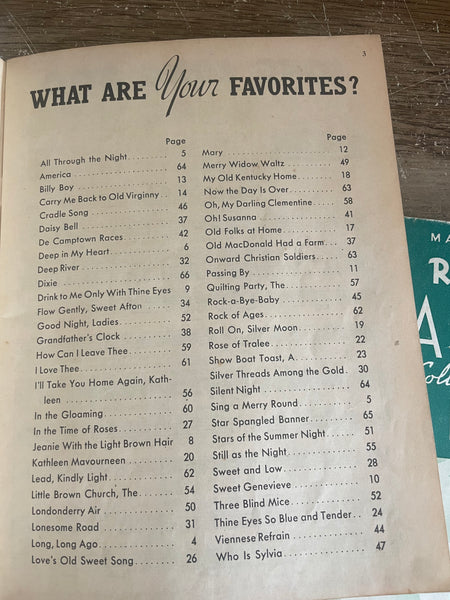 3
WHAT ARE Your FAVORITES?
Page
All Through the Night.......... 5
America..................... 64
Billy Boy.................... 13
Carry Me Back to Old Virginny.. 14
Cradle Song................. 46
Daisy Bell................... 37
De Camptown Races.......... 42
Deep in My Heart............ 6
Deep River.................. 32
Dixie....................... 66
Drink to Me Only With Thine Eyes 9
Flow Gently, Sweet Afton...... 34
Good Night, Ladies........... 52
Grandfather's Clock........... 38
How Can I Leave Thee........ 59
I Love Thee................. 61
I'll Take You Home Again, Kath-
leen....................... 56
In the Gloaming............. 60
In the Time of Roses......... 27
Jeanie With the Light Brown Hair 8
Kathleen Mavourneen......... 20
Lead, Kindly Light............ 62
Little Brown Church, The....... 54
Londonderry Air............. 50
Lonesome Road.............. 31
Long, Long Ago.............. 4
Love's Old Sweet Song........ 26
Page
Mary....................... 12
Merry Widow Waltz.......... 49
My Old Kentucky Home....... 18
Now the Day Is Over......... 63
Oh, My Darling Clementine.... 58
Oh! Susanna................. 41
Old Folks at Home........... 17
Old MacDonald Had a Farm... 37
Onward Christian Soldiers...... 63
Passing By.................. 11
Quilting Party, The............ 57
Rock-a-Bye-Baby............. 45
Rock of Ages................ 62
Roll On, Silver Moon.......... 19
Rose of Tralee............... 22
Show Boat Toast, A........... 23
Silver Threads Among the Gold. 30
Silent Night.................. 64
Sing a Merry Round........... 5
Star Spangled Banner......... 65
Stars of the Summer Night..... 51
Still as the Night.............. 55
Sweet and Low............... 28
Sweet Genevieve............. 10
Three Blind Mice.............. 52
Thine Eyes So Blue and Tender.. 24
Viennese Refrain.............. 44
Who Is Sylvia................ 47